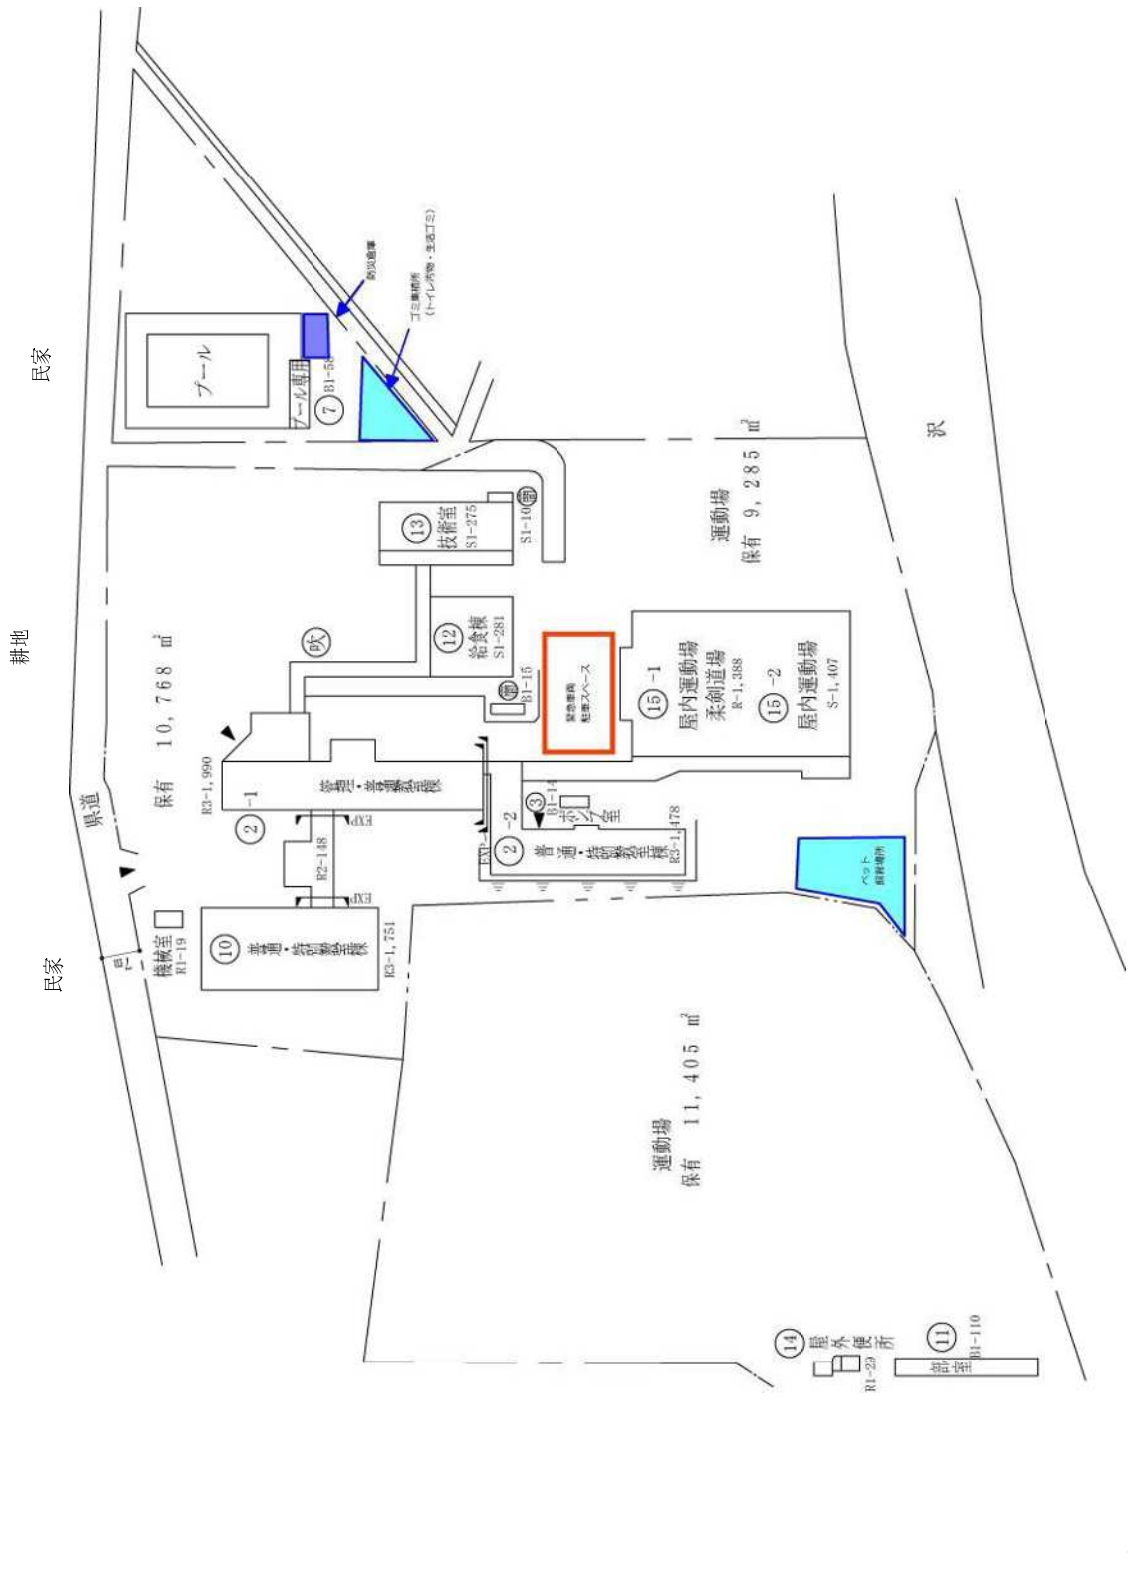 民家
耕地
民家
県道
プール
プール専用
⑦ B1-58
防災倉庫
ゴミ集積所
(トイレ汚物・生活ゴミ)
保有 10,768 ㎡
吹
⑬
技術室
S1-275
S1-10
⑫
給食棟
S1-281
B1-15
緊急車両
駐車スペース
運動場
保有 9,285 ㎡
沢
⑮-1
屋内運動場
柔剣道場
R-1,388
⑮-2
屋内運動場
S-1,407
R3-1,990
②-1
管理・普通教室棟
EXP
R2-148
EXP
EXP
②-2
普通・特別教室棟
R3-1,478
③
B1-14
ポンプ室
機械室
R1-19
⑩
普通・特別教室棟
R3-1,751
ペット
飼育場所
運動場
保有 11,405 ㎡
⑭
屋外便所
R1-29
⑪
B1-110
部室